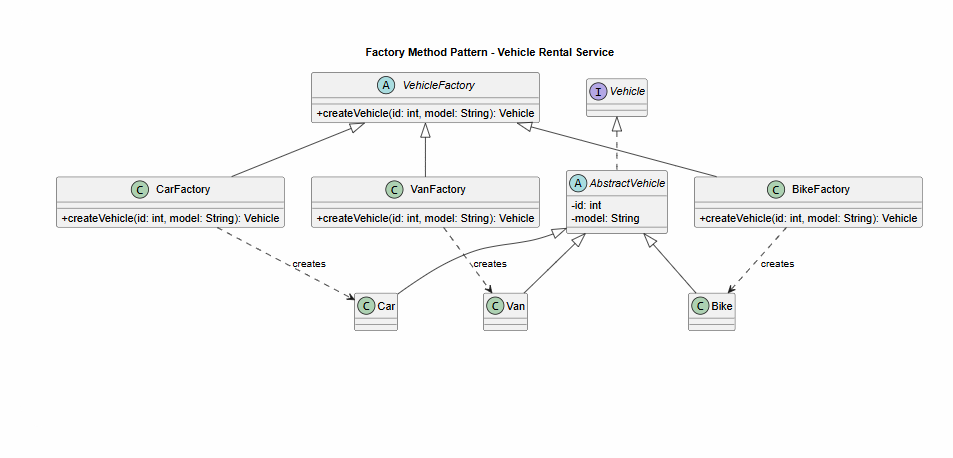 Factory Method Pattern - Vehicle Rental Service
A VehicleFactory
+createVehicle(id: int, model: String): Vehicle
I Vehicle
C CarFactory
+createVehicle(id: int, model: String): Vehicle
C VanFactory
+createVehicle(id: int, model: String): Vehicle
A AbstractVehicle
-id: int
-model: String
C BikeFactory
+createVehicle(id: int, model: String): Vehicle
creates
creates
creates
C Car
C Van
C Bike